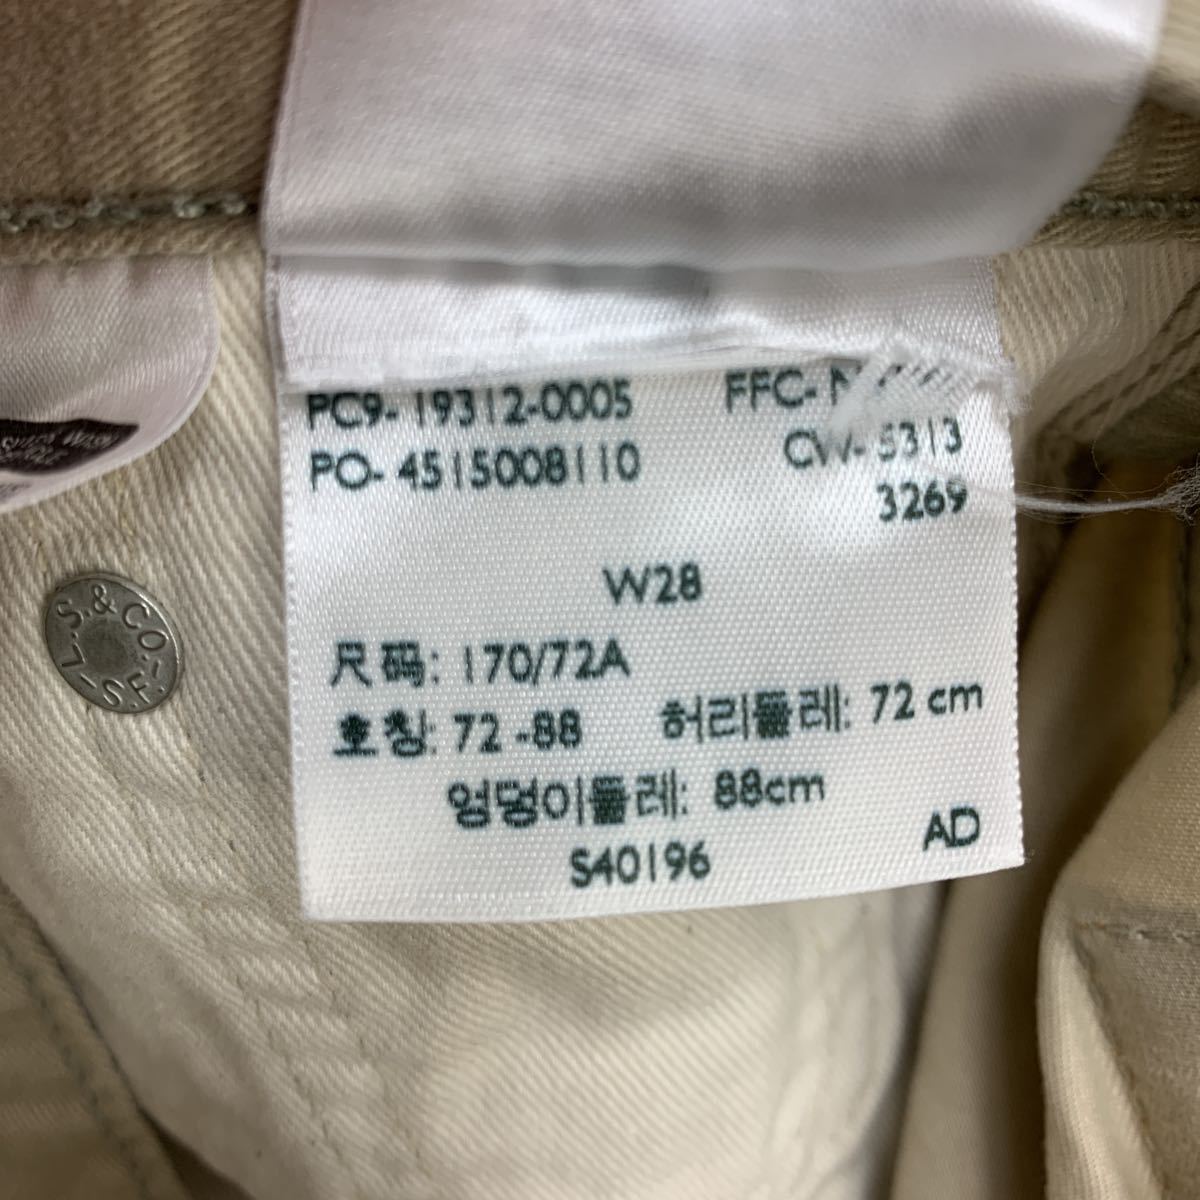 PC9- 19312-0005 FFC-
PO- 4515008110 CW- 5313
3269
W28
尺码: 170/72A
호칭: 72 -88 허리둘레: 72 cm
엉덩이둘레: 88cm
S40196 AD
L.S.&CO.-S.F.-